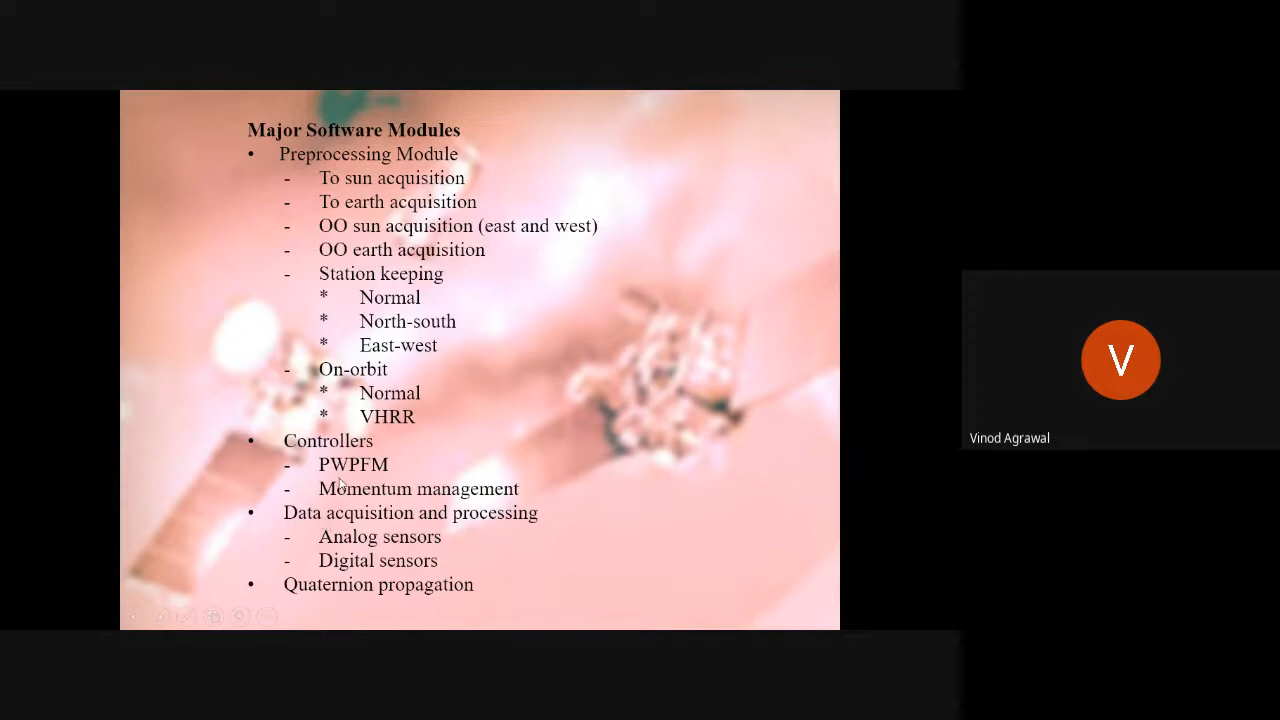 Major Software Modules
• Preprocessing Module
- To sun acquisition
- To earth acquisition
- OO sun acquisition (east and west)
- OO earth acquisition
- Station keeping
* Normal
* North-south
* East-west
- On-orbit
* Normal
* VHRR
• Controllers
- PWPFM
- Momentum management
• Data acquisition and processing
- Analog sensors
- Digital sensors
• Quaternion propagation
V
Vinod Agrawal